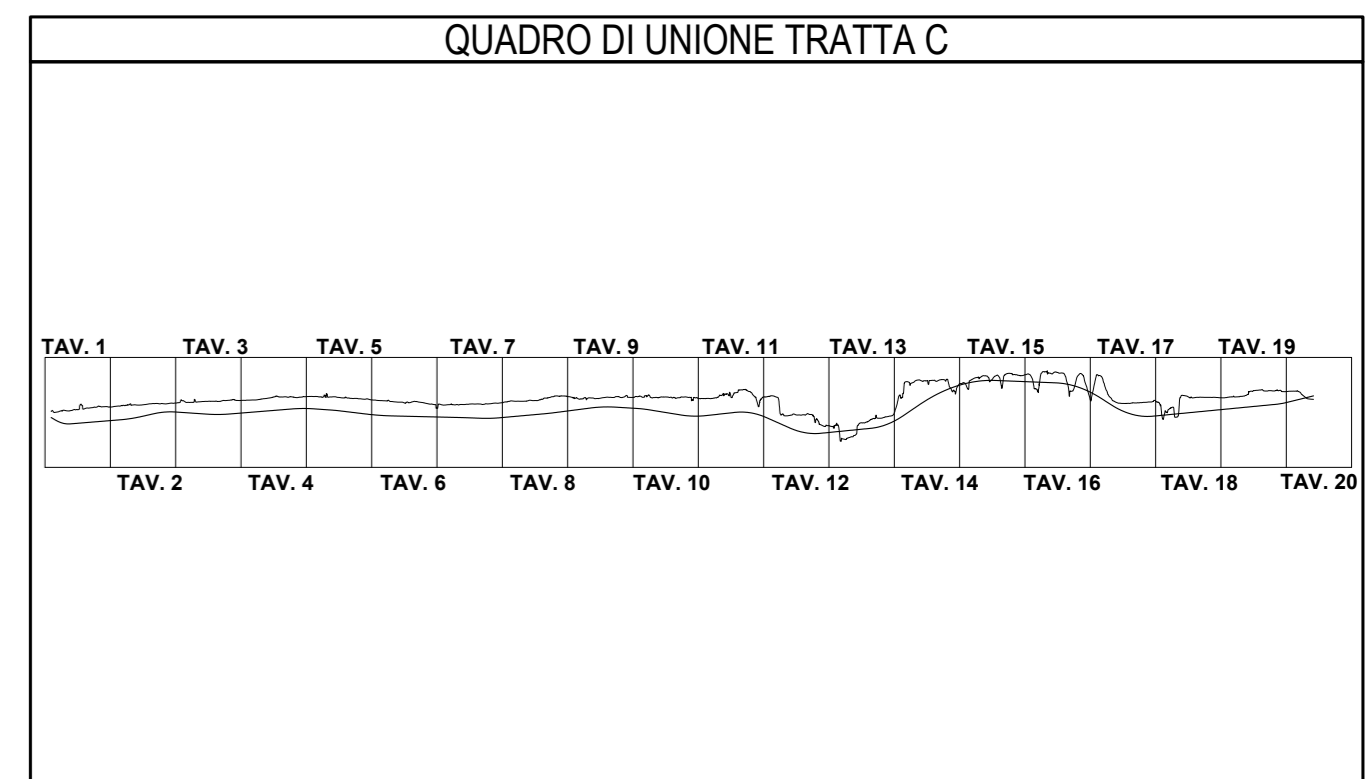 QUADRO DI UNIONE TRATTA C
TAV. 1 TAV. 3 TAV. 5 TAV. 7 TAV. 9 TAV. 11 TAV. 13 TAV. 15 TAV. 17 TAV. 19
TAV. 2 TAV. 4 TAV. 6 TAV. 8 TAV. 10 TAV. 12 TAV. 14 TAV. 16 TAV. 18 TAV. 20